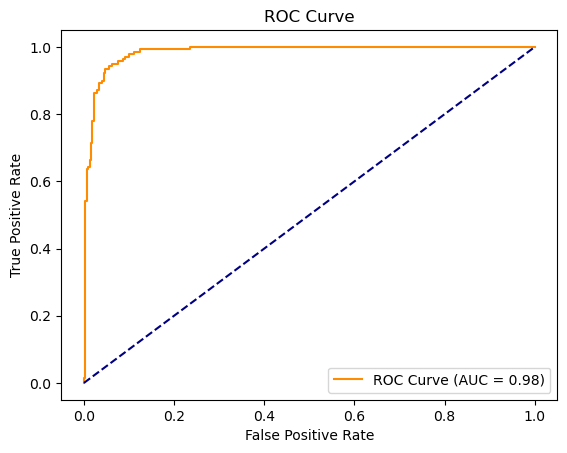 ROC Curve
True Positive Rate
1.0
0.8
0.6
0.4
0.2
0.0
0.0 0.2 0.4 0.6 0.8 1.0
False Positive Rate
ROC Curve (AUC = 0.98)